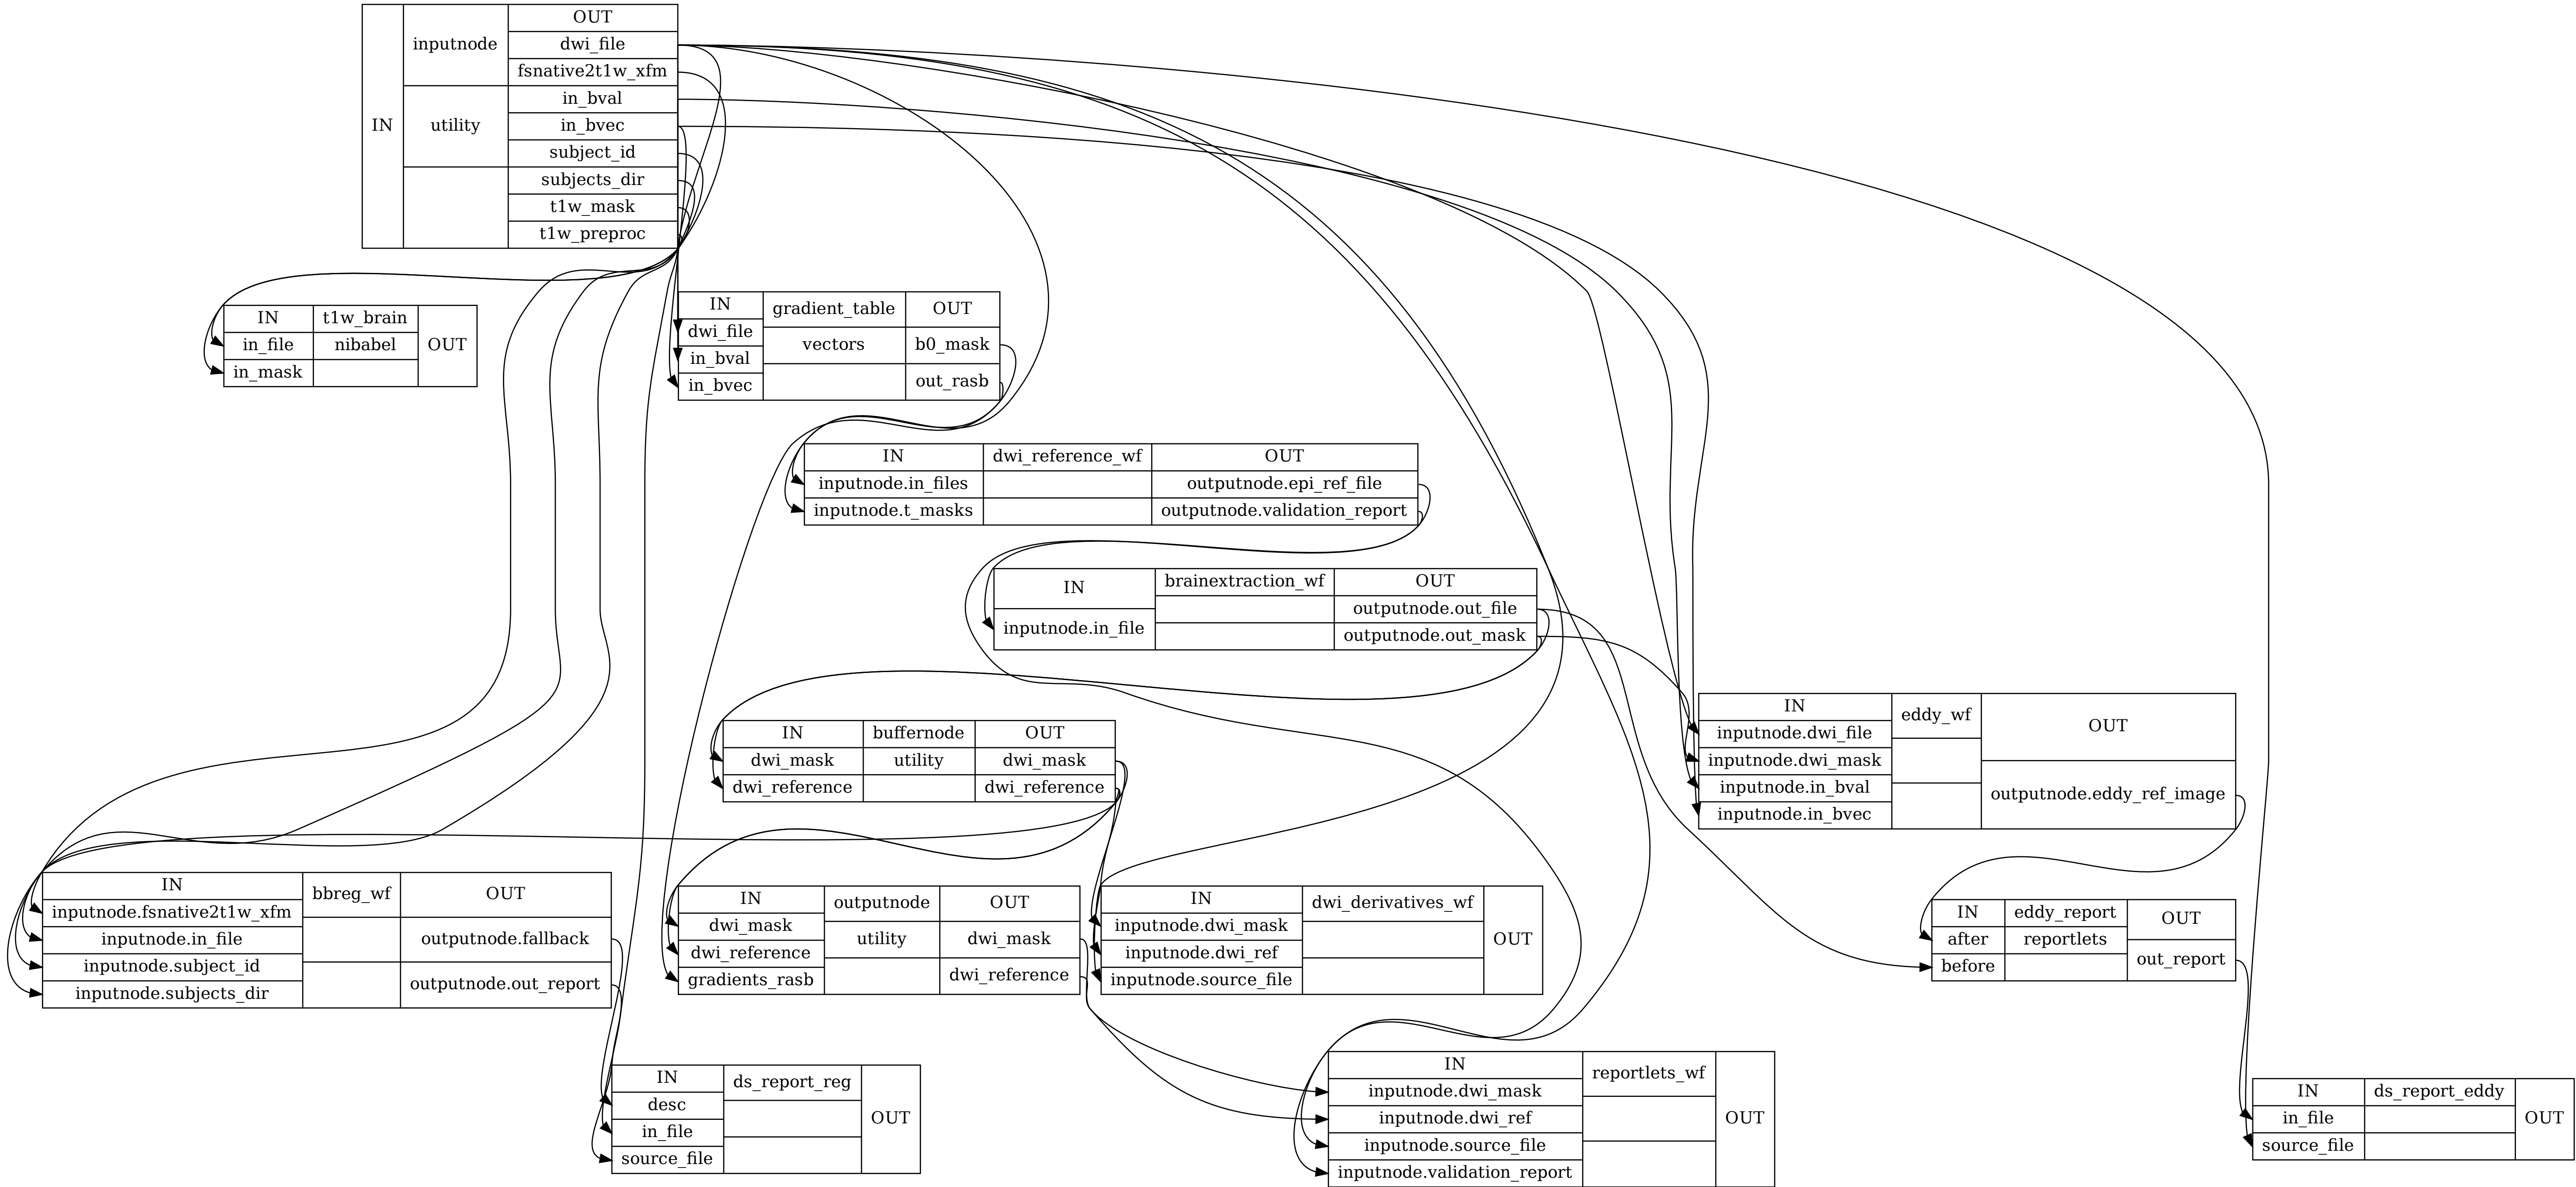 IN
inputnode
utility
OUT
dwi_file
fsnative2t1w_xfm
in_bval
in_bvec
subject_id
subjects_dir
t1w_mask
t1w_preproc
IN
in_file
in_mask
t1w_brain
nibabel
OUT
IN
dwi_file
in_bval
in_bvec
gradient_table
vectors
OUT
b0_mask
out_rasb
IN
inputnode.in_files
inputnode.t_masks
dwi_reference_wf
OUT
outputnode.epi_ref_file
outputnode.validation_report
IN
inputnode.in_file
brainextraction_wf
OUT
outputnode.out_file
outputnode.out_mask
IN
dwi_mask
dwi_reference
buffernode
utility
OUT
dwi_mask
dwi_reference
IN
inputnode.dwi_file
inputnode.dwi_mask
inputnode.in_bval
inputnode.in_bvec
eddy_wf
OUT
outputnode.eddy_ref_image
IN
inputnode.fsnative2t1w_xfm
inputnode.in_file
inputnode.subject_id
inputnode.subjects_dir
bbreg_wf
OUT
outputnode.fallback
outputnode.out_report
IN
dwi_mask
dwi_reference
gradients_rasb
outputnode
utility
OUT
dwi_mask
dwi_reference
IN
inputnode.dwi_mask
inputnode.dwi_ref
inputnode.source_file
dwi_derivatives_wf
OUT
IN
after
before
eddy_report
reportlets
OUT
out_report
IN
desc
in_file
source_file
ds_report_reg
OUT
IN
inputnode.dwi_mask
inputnode.dwi_ref
inputnode.source_file
inputnode.validation_report
reportlets_wf
OUT
IN
in_file
source_file
ds_report_eddy
OUT